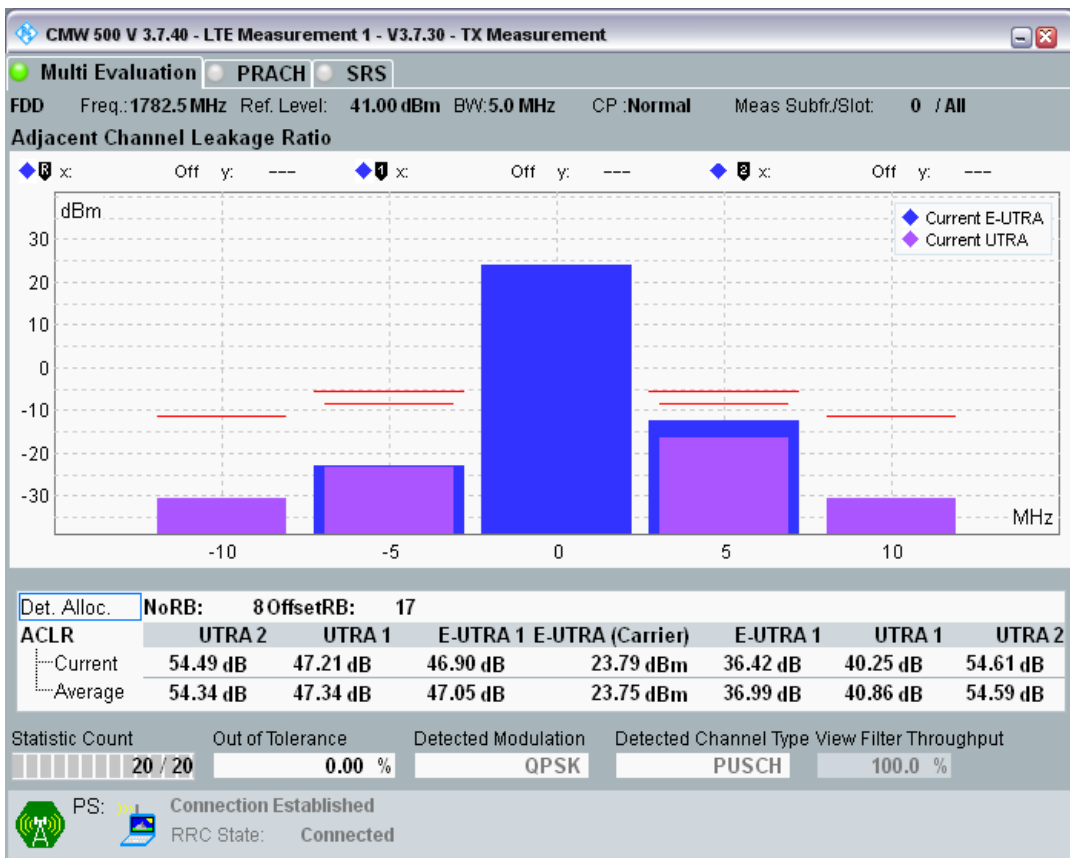 CMW 500 V 3.7.40 - LTE Measurement 1 - V3.7.30 - TX Measurement
Multi Evaluation PRACH SRS
FDD Freq.:1782.5 MHz Ref. Level: 41.00 dBm BW:5.0 MHz CP :Normal Meas Subfr./Slot: 0 / All
Adjacent Channel Leakage Ratio
R x: Off y: --- 1 x: Off y: --- 2 x: Off y: ---
dBm
Current E-UTRA
Current UTRA
30
20
10
0
-10
-20
-30
MHz
-10 -5 0 5 10
Det. Alloc. NoRB: 8 OffsetRB: 17
ACLR UTRA 2 UTRA 1 E-UTRA 1 E-UTRA (Carrier) E-UTRA 1 UTRA 1 UTRA 2
Current 54.49 dB 47.21 dB 46.90 dB 23.79 dBm 36.42 dB 40.25 dB 54.61 dB
Average 54.34 dB 47.34 dB 47.05 dB 23.75 dBm 36.99 dB 40.86 dB 54.59 dB
Statistic Count Out of Tolerance Detected Modulation Detected Channel Type View Filter Throughput
20 / 20 0.00 % QPSK PUSCH 100.0 %
PS: Connection Established
RRC State: Connected